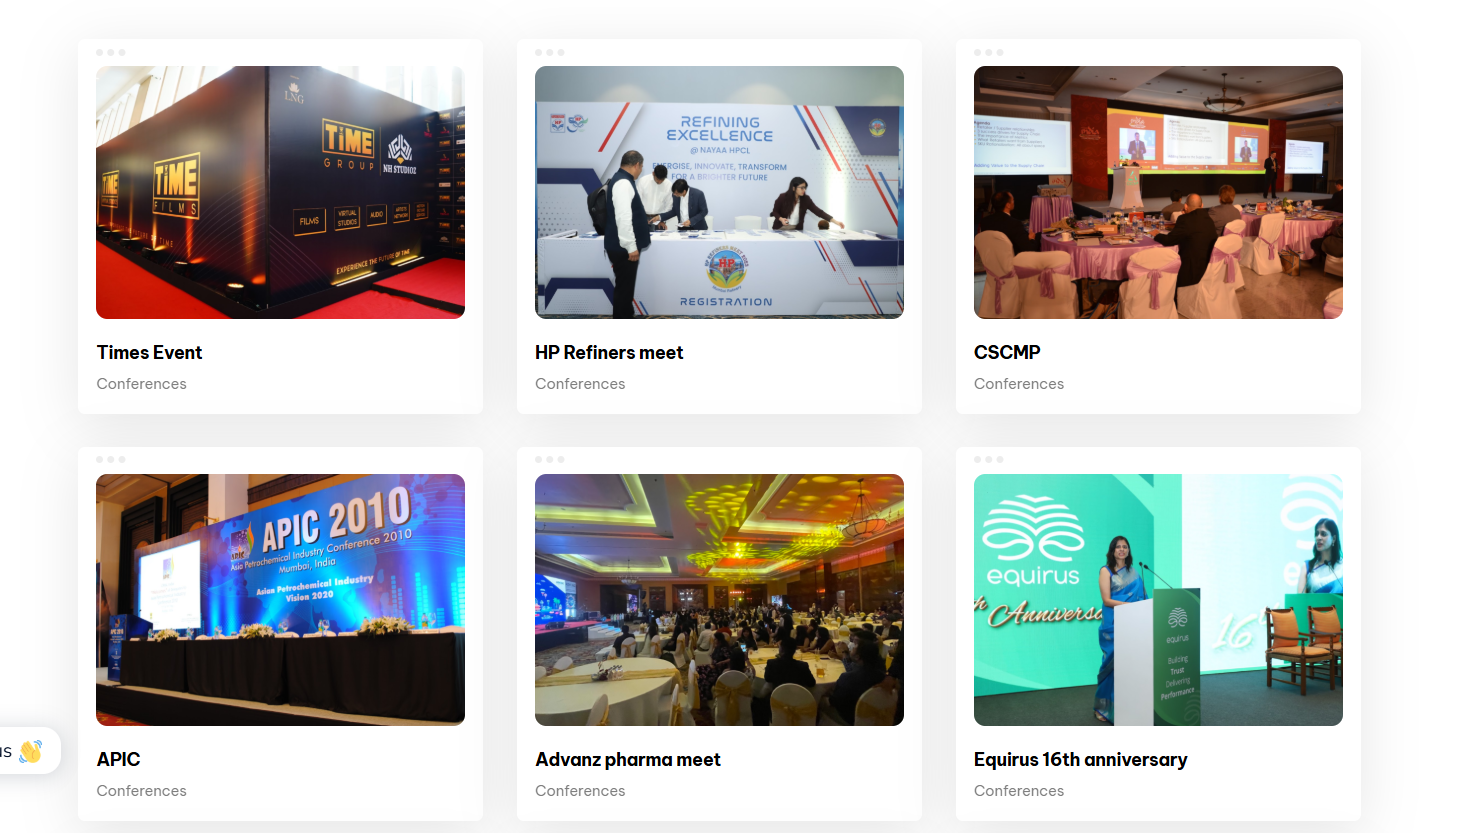 LNG
TiME
GROUP
NH STUDIOZ
TiME
FILMS
FILMS
VIRTUAL STUDIOS
AUDIO
EXPERIENCE THE FUTURE OF TIME
REFINING
EXCELLENCE
@ NAYAA HPCL
ENERGISE, INNOVATE, TRANSFORM
FOR A BRIGHTER FUTURE
HP
REGISTRATION
Agenda
Times Event
Conferences
HP Refiners meet
Conferences
CSCMP
Conferences
APIC 2010
Asia Petrochemical Industry Conference 2010
Mumbai, India
Asian Petrochemical Industry
Vision 2020
equirus
Anniversa
16
equirus
Building
Trust
Delivering
Performance
us 👋
APIC
Conferences
Advanz pharma meet
Conferences
Equirus 16th anniversary
Conferences